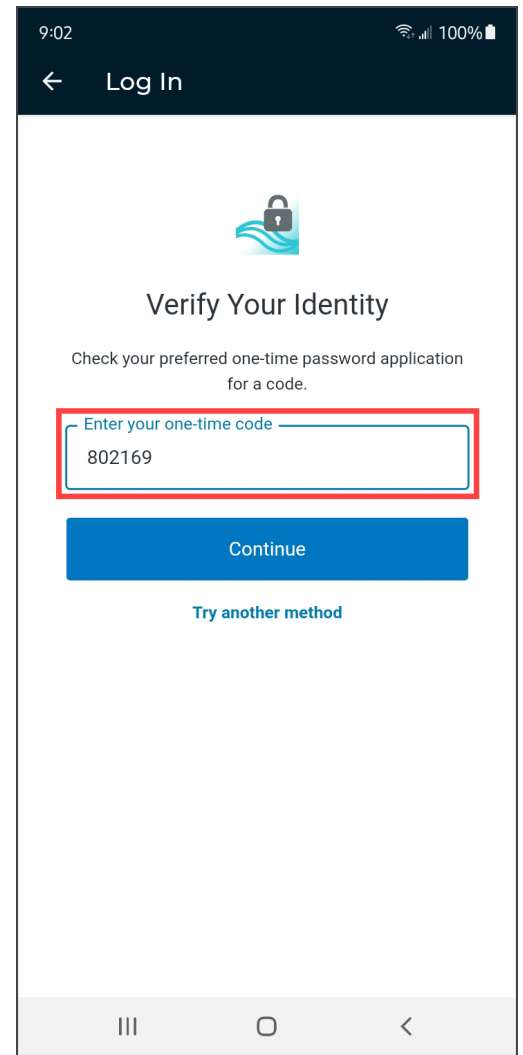 9:02 100%
Log In
Verify Your Identity
Check your preferred one-time password application
for a code.
Enter your one-time code
802169
Continue
Try another method